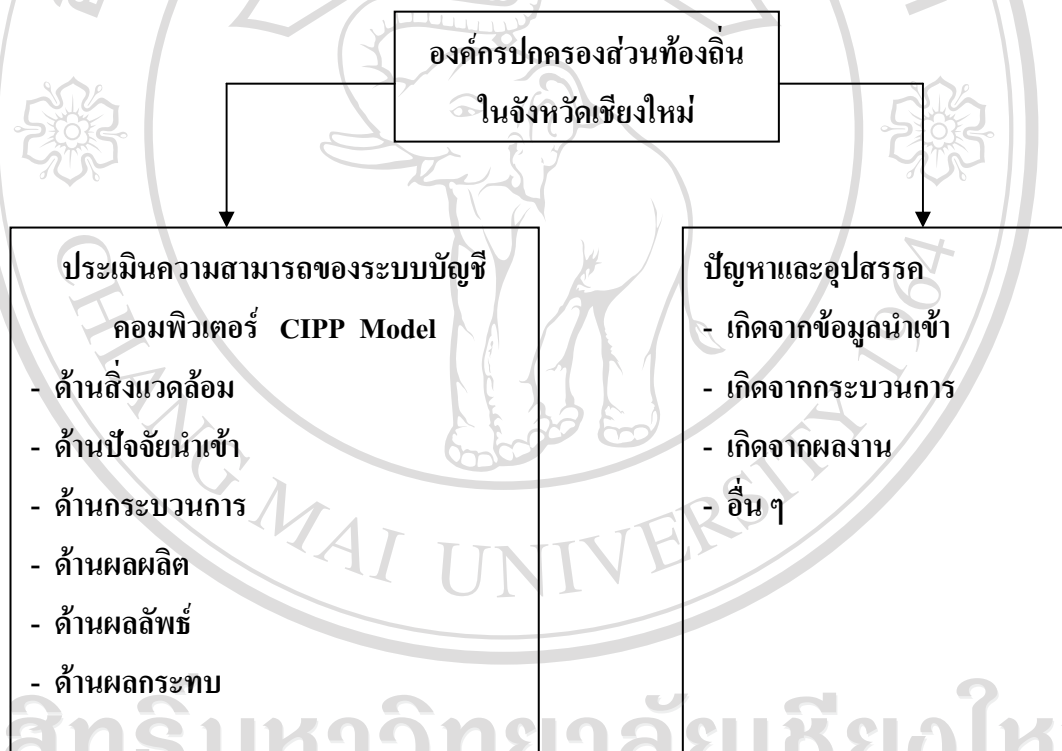 องค์กรปกครองส่วนท้องถิ่น
ในจังหวัดเชียงใหม่
ประเมินความสามารถของระบบบัญชี
คอมพิวเตอร์ CIPP Model
- ด้านสิ่งแวดล้อม
- ด้านปัจจัยนำเข้า
- ด้านกระบวนการ
- ด้านผลผลิต
- ด้านผลลัพธ์
- ด้านผลกระทบ
ปัญหาและอุปสรรค
- เกิดจากข้อมูลนำเข้า
- เกิดจากกระบวนการ
- เกิดจากผลงาน
- อื่น ๆ
CHIANG MAI UNIVERSITY 1964